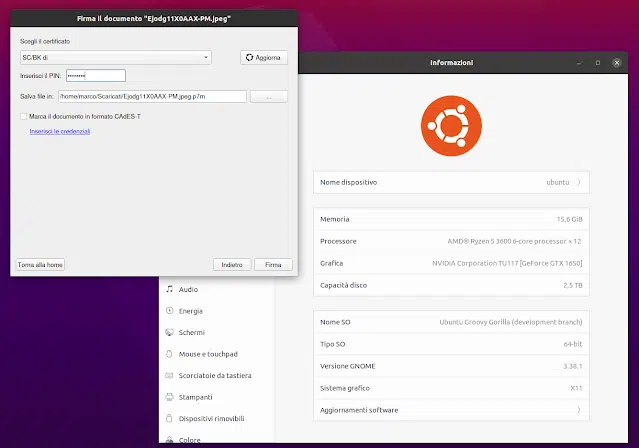 Firma il documento "Ejodg11X0AAX-PM.jpeg"
Scegli il certificato
SC/BK di
Aggiorna
Inserisci il PIN:
Salva file in: /home/marco/Scaricati/Ejodg11X0AAX-PM.jpeg.p7m ...
Marca il documento in formato CAdES-T
Inserisci le credenziali
Torna alla home Indietro Firma
Informazioni
Nome dispositivo ubuntu
Memoria 15,6 GiB
Processore AMD® Ryzen 5 3600 6-core processor × 12
Grafica NVIDIA Corporation TU117 [GeForce GTX 1650]
Capacità disco 2,5 TB
Nome SO Ubuntu Groovy Gorilla (development branch)
Tipo SO 64-bit
Versione GNOME 3.38.1
Sistema grafico X11
Aggiornamenti software
Audio
Energia
Schermi
Mouse e touchpad
Scorciatoie da tastiera
Stampanti
Dispositivi rimovibili
Colore